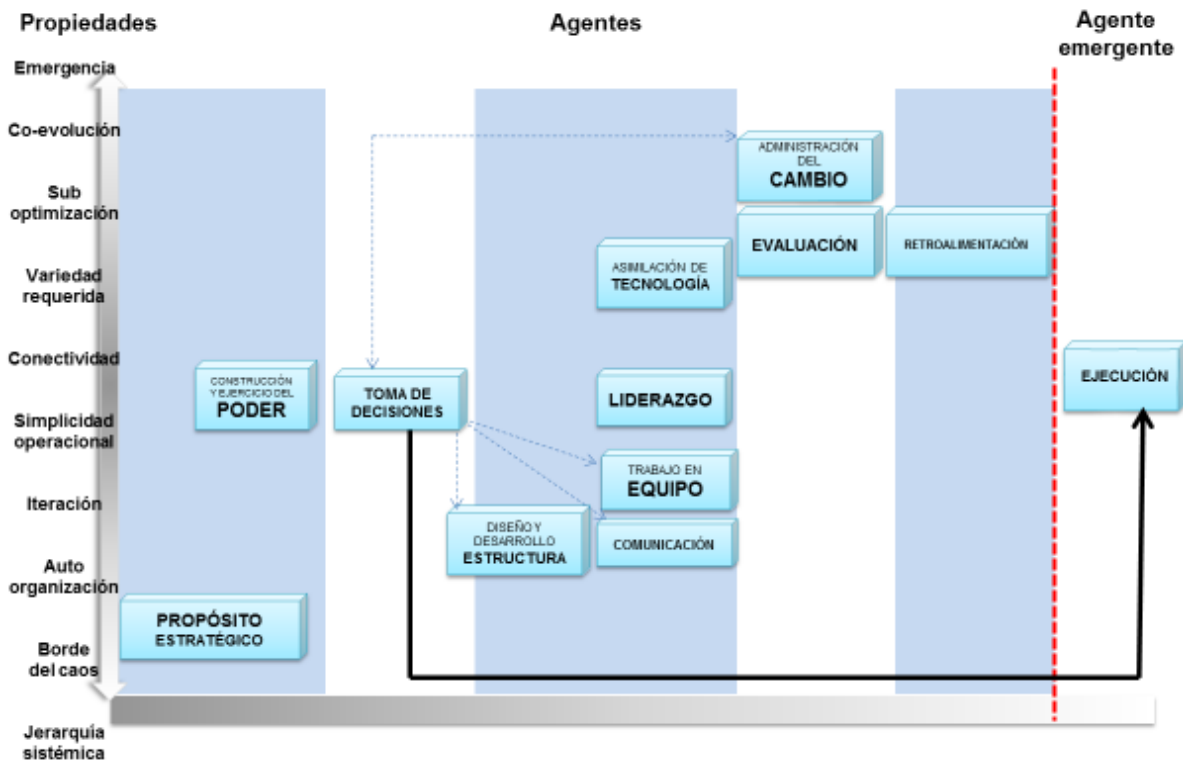 Propiedades
Agentes
Agente
emergente
Emergencia
Co-evolución
Sub
optimización
Variedad
requerida
Conectividad
Simplicidad
operacional
Iteración
Auto
organización
Borde
del caos
Jerarquía
sistémica
ADMINISTRACIÓN
DEL
CAMBIO
EVALUACIÓN
RETROALIMENTACIÓN
ASIMILACIÓN DE
TECNOLOGÍA
CONSTRUCCIÓN
Y EJERCICIO DEL
PODER
TOMA DE
DECISIONES
LIDERAZGO
EJECUCIÓN
TRABAJO EN
EQUIPO
DISEÑO Y
DESARROLLO
ESTRUCTURA
COMUNICACIÓN
PROPÓSITO
ESTRATÉGICO